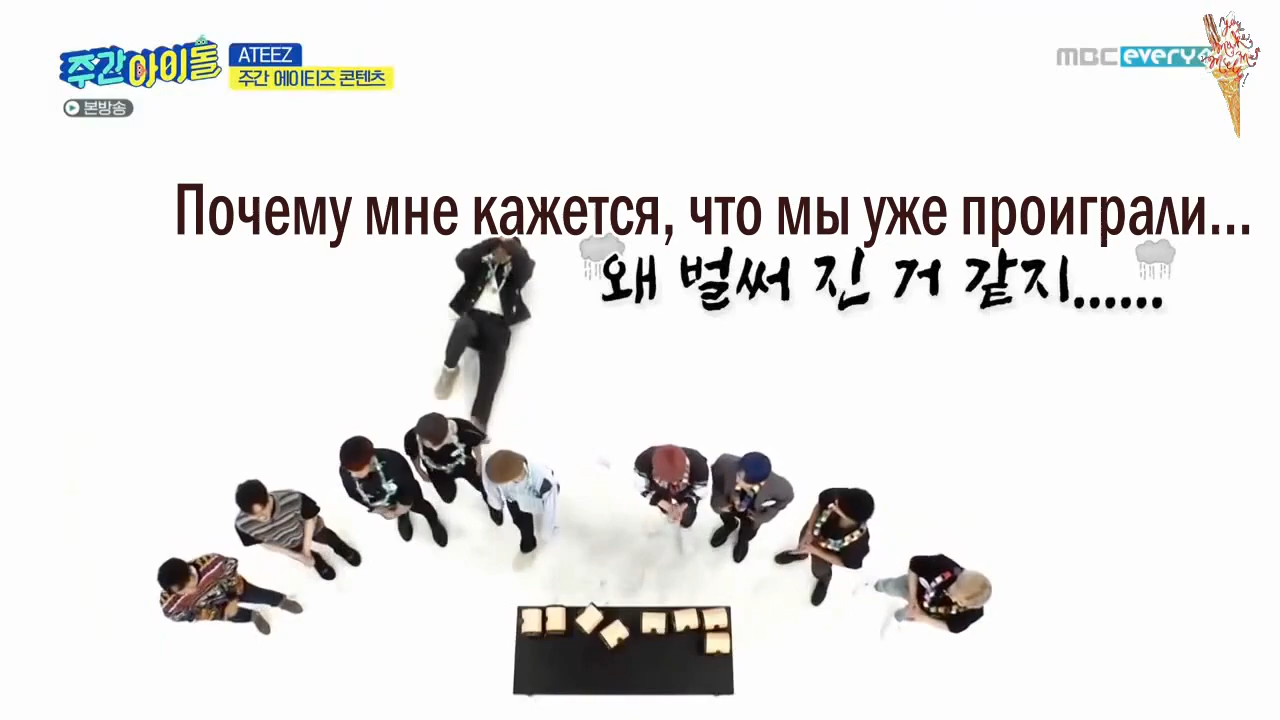 주간아이돌
ATEEZ
주간 에이티즈 콘텐츠
본방송
MBC every
Почему мне кажется, что мы уже проиграли...
왜 벌써 진 거 같지......